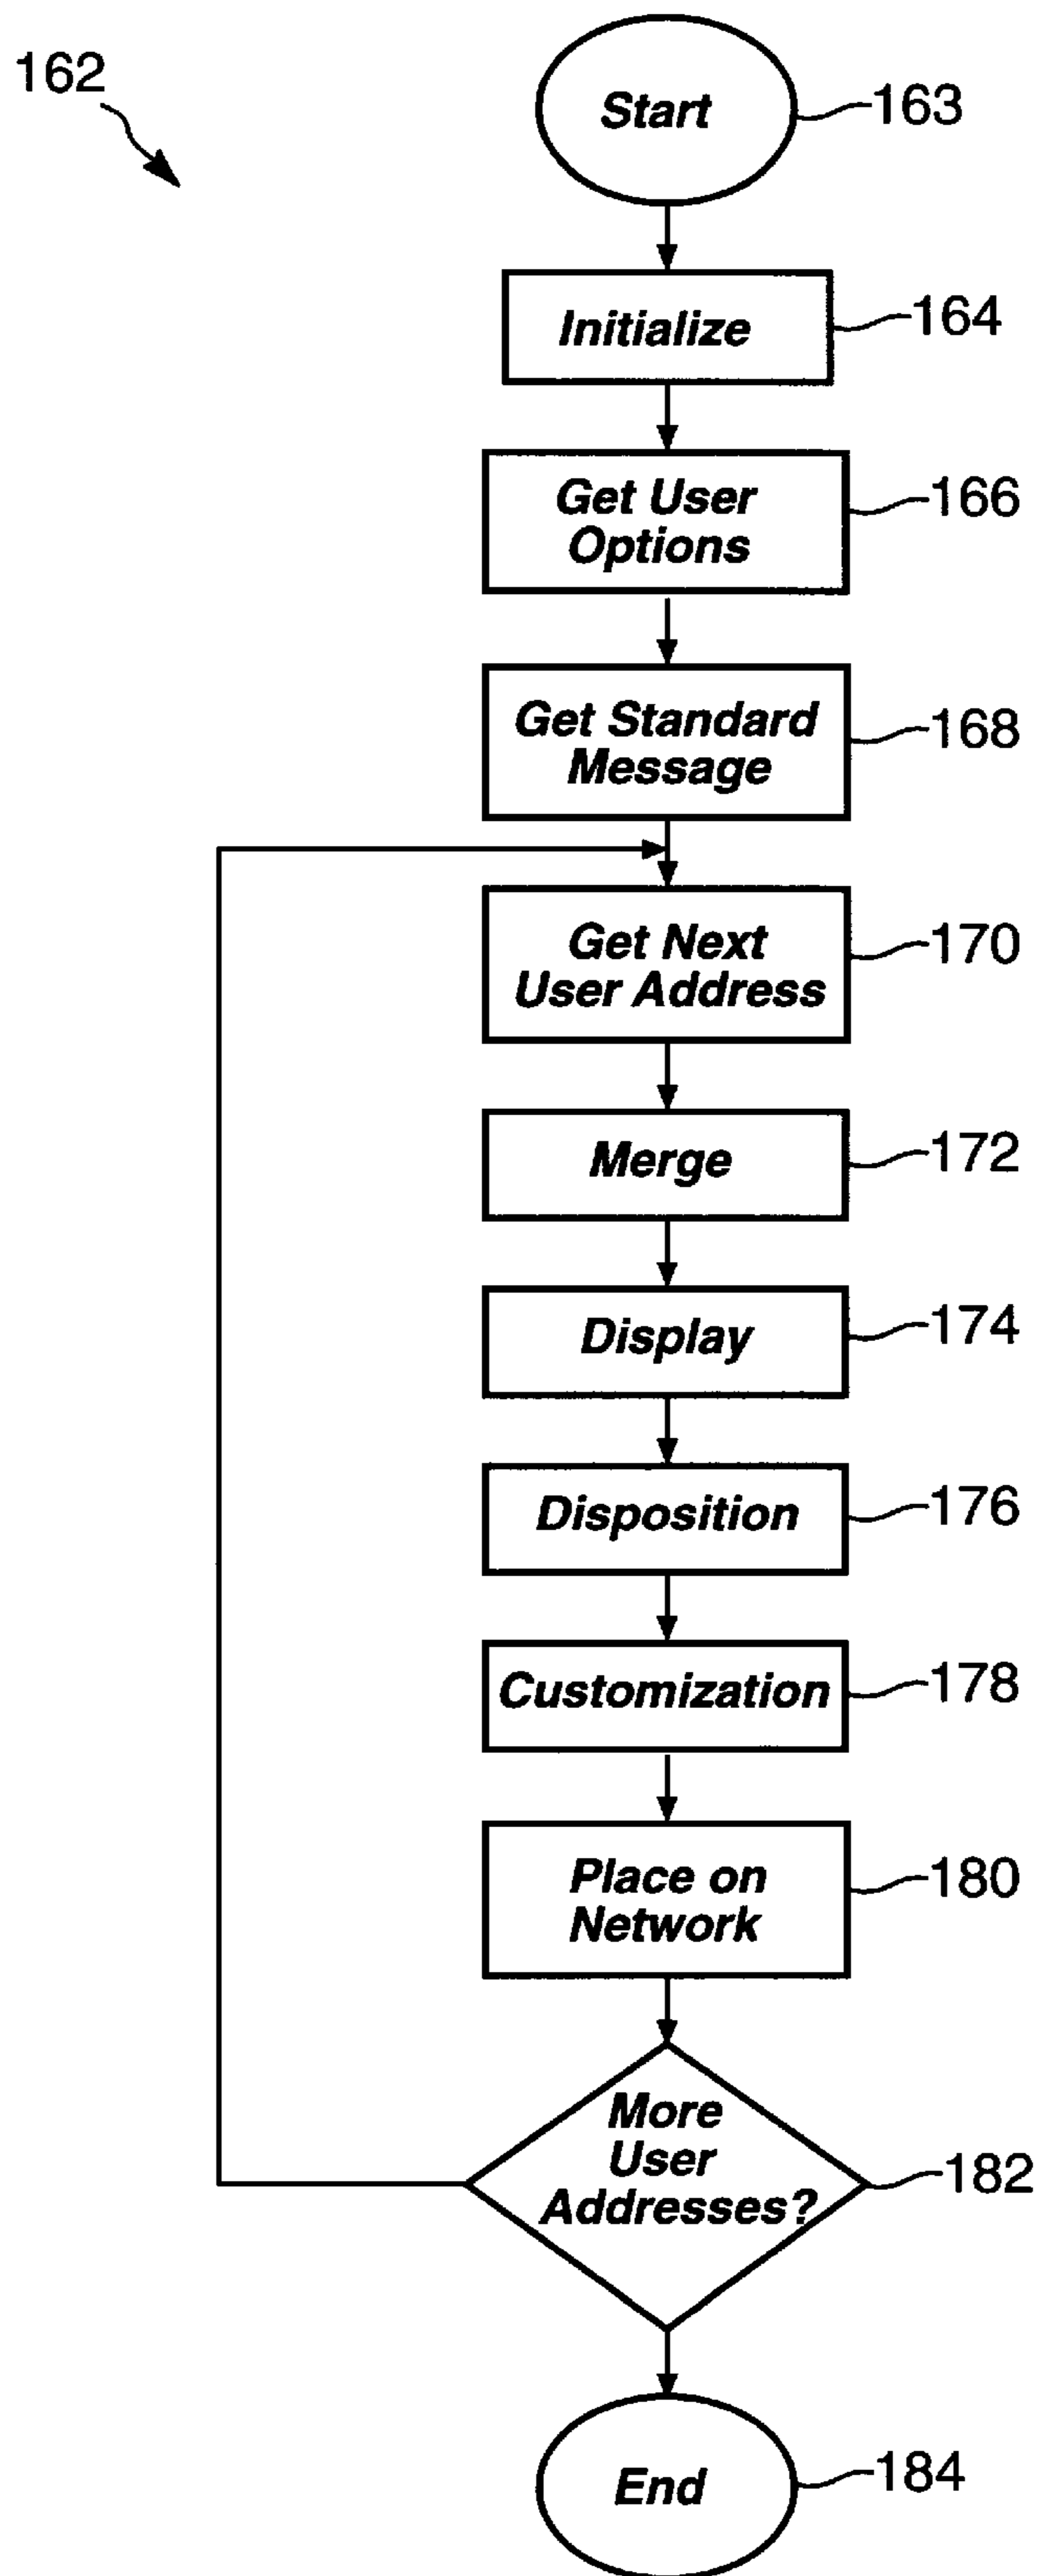 162
Start
163
Initialize
164
Get User
Options
166
Get Standard
Message
168
Get Next
User Address
170
Merge
172
Display
174
Disposition
176
Customization
178
Place on
Network
180
More
User
Addresses?
182
End
184